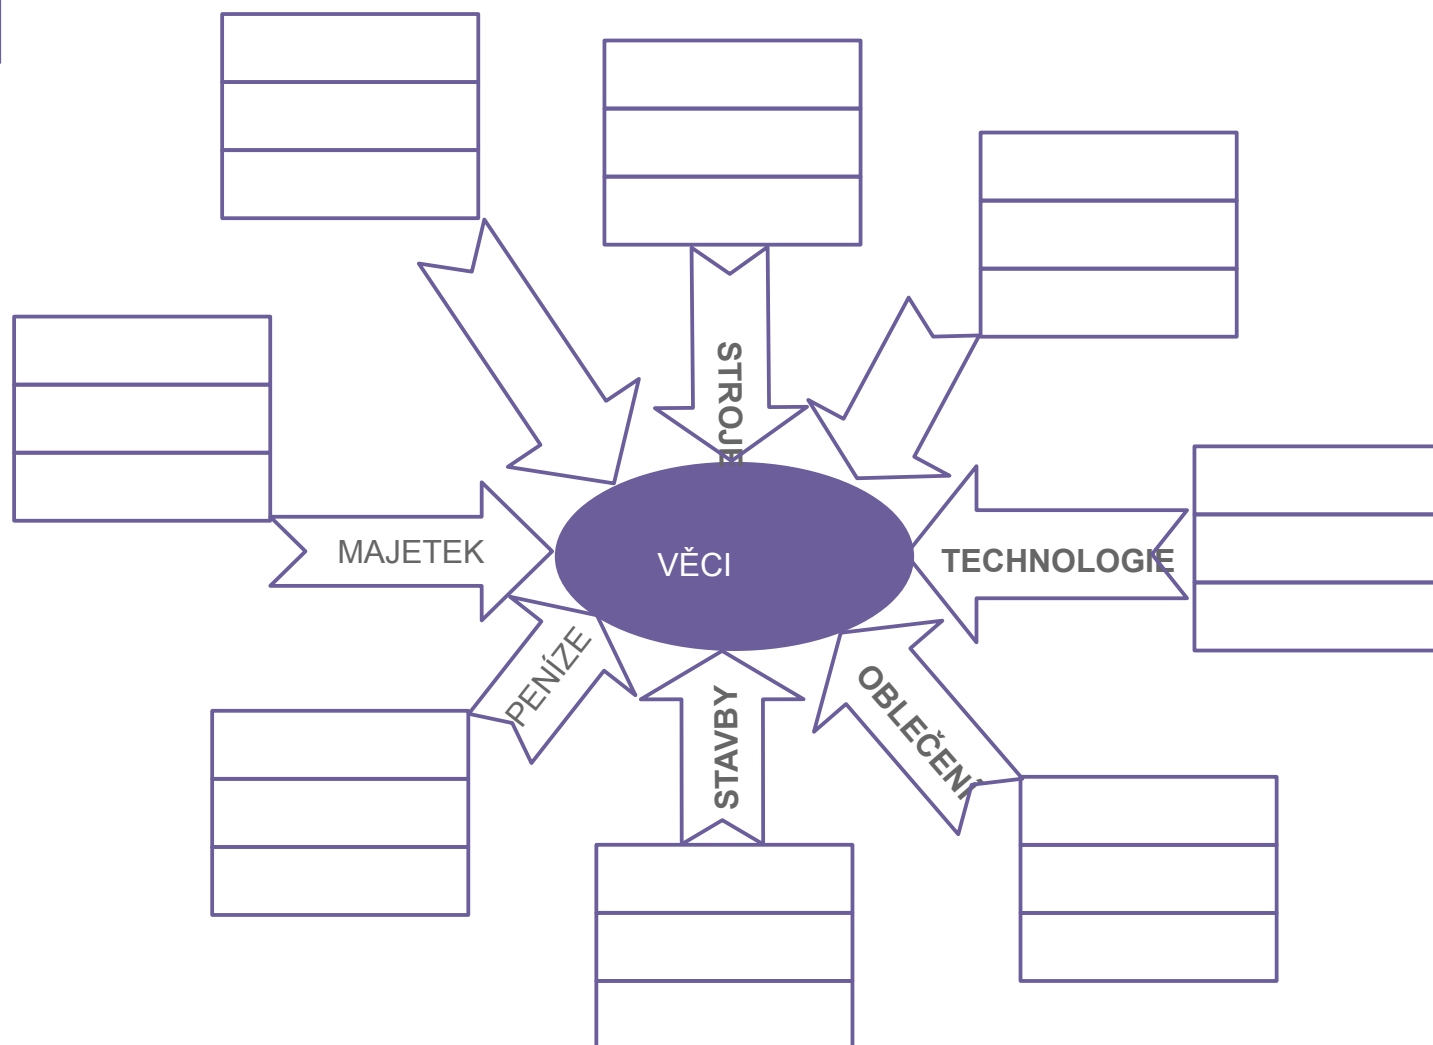 STROJE
MAJETEK
VĚCI
TECHNOLOGIE
PENÍZE
STAVBY
OBLEČENÍ